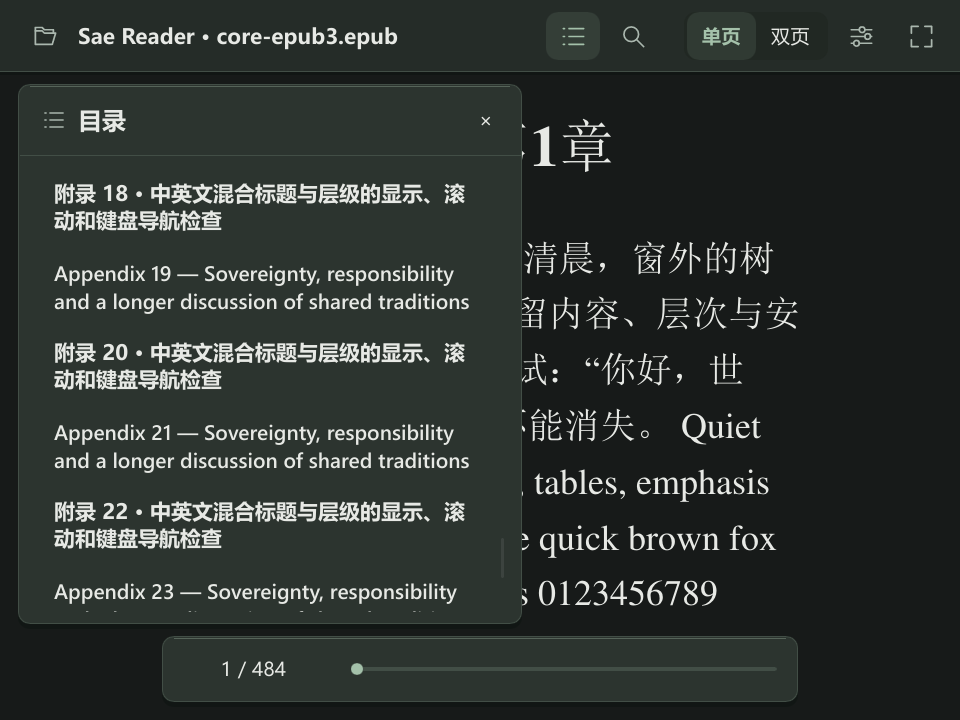 Sae Reader • core-epub3.epub
单页
双页
目录
×
附录 18 • 中英文混合标题与层级的显示、滚
动和键盘导航检查
Appendix 19 — Sovereignty, responsibility
and a longer discussion of shared traditions
附录 20 • 中英文混合标题与层级的显示、滚
动和键盘导航检查
Appendix 21 — Sovereignty, responsibility
and a longer discussion of shared traditions
附录 22 • 中英文混合标题与层级的显示、滚
动和键盘导航检查
Appendix 23 — Sovereignty, responsibility
1章
清晨，窗外的树
留内容、层次与安
试：“你好，世
不能消失。 Quiet
, tables, emphasis
e quick brown fox
s 0123456789
1 / 484